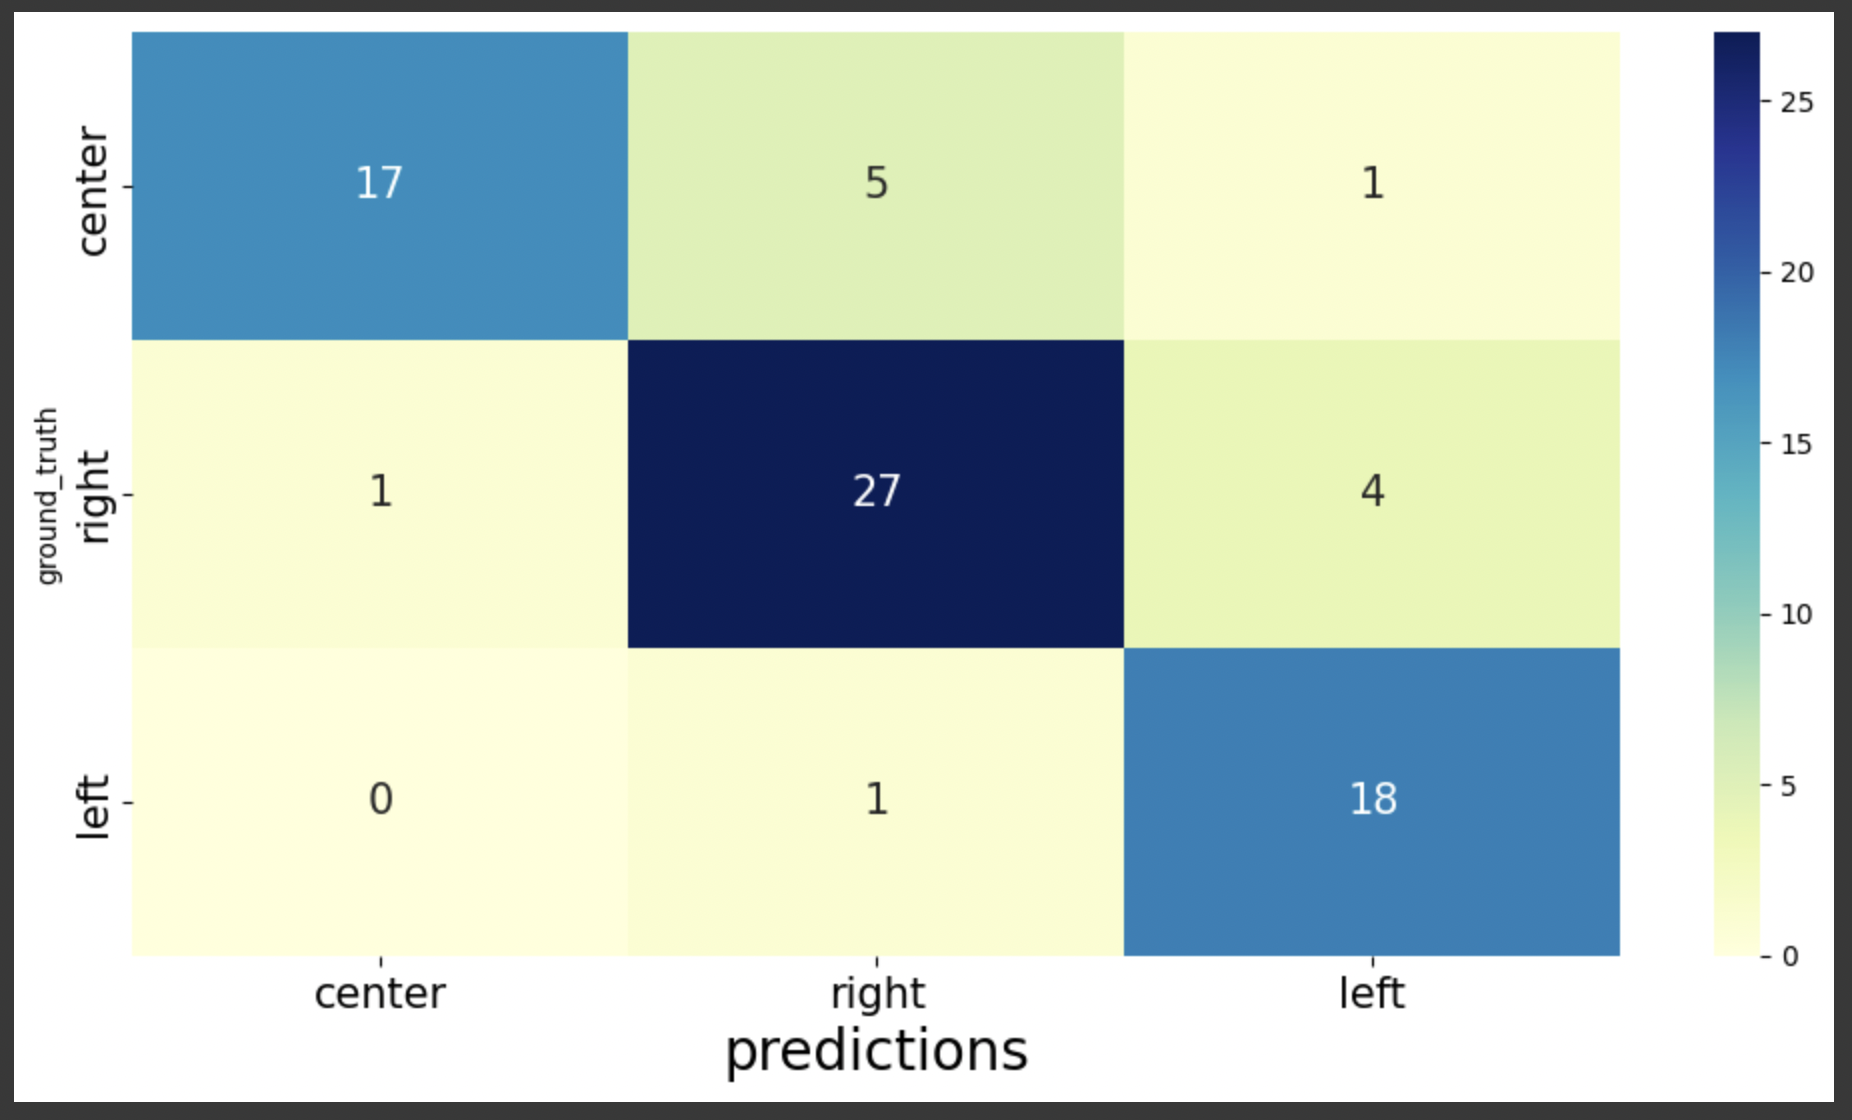 ground_truth
center
17 5 1
right
1 27 4
left
0 1 18
center right left
predictions
25
20
15
10
5
0